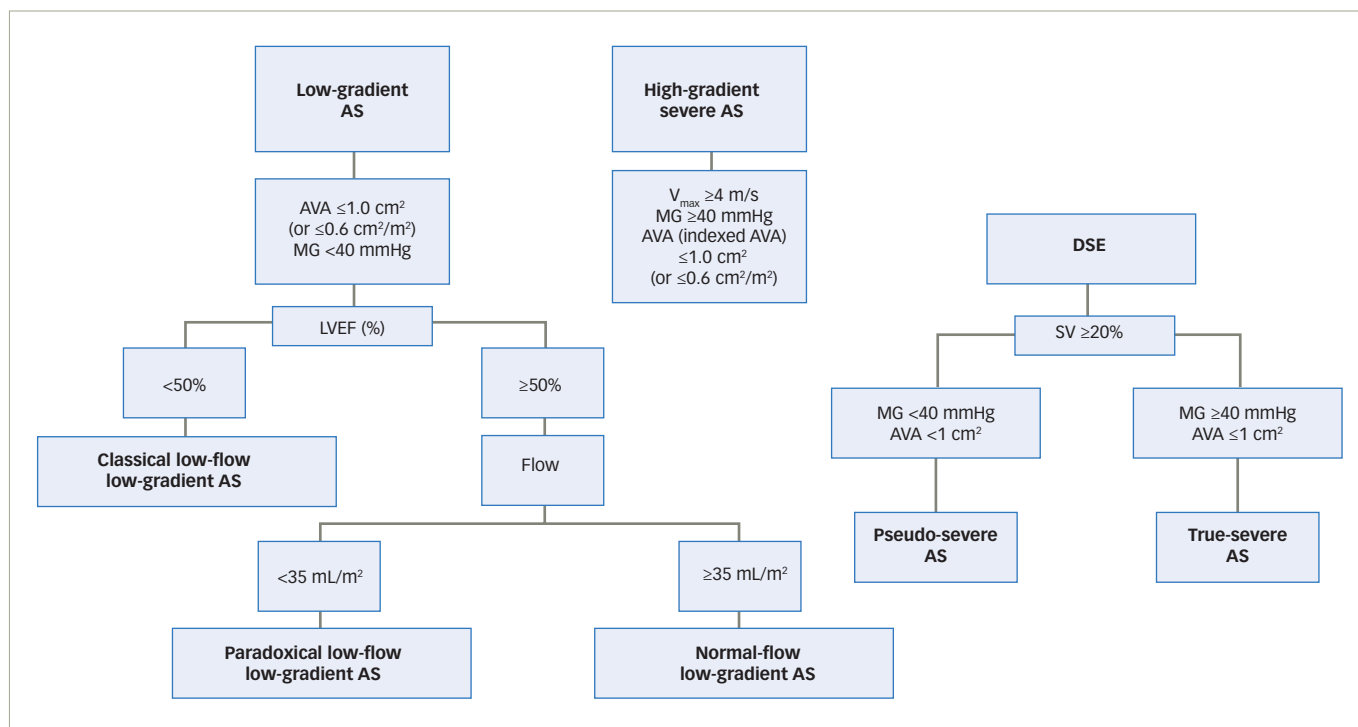 Low-gradient
AS
High-gradient
severe AS
AVA ≤1.0 cm²
(or ≤0.6 cm²/m²)
MG <40 mmHg
Vmax ≥4 m/s
MG ≥40 mmHg
AVA (indexed AVA)
≤1.0 cm²
(or ≤0.6 cm²/m²)
LVEF (%)
<50%
≥50%
Classical low-flow
low-gradient AS
Flow
<35 mL/m²
≥35 mL/m²
Paradoxical low-flow
low-gradient AS
Normal-flow
low-gradient AS
DSE
SV ≥20%
MG <40 mmHg
AVA <1 cm²
MG ≥40 mmHg
AVA ≤1 cm²
Pseudo-severe
AS
True-severe
AS